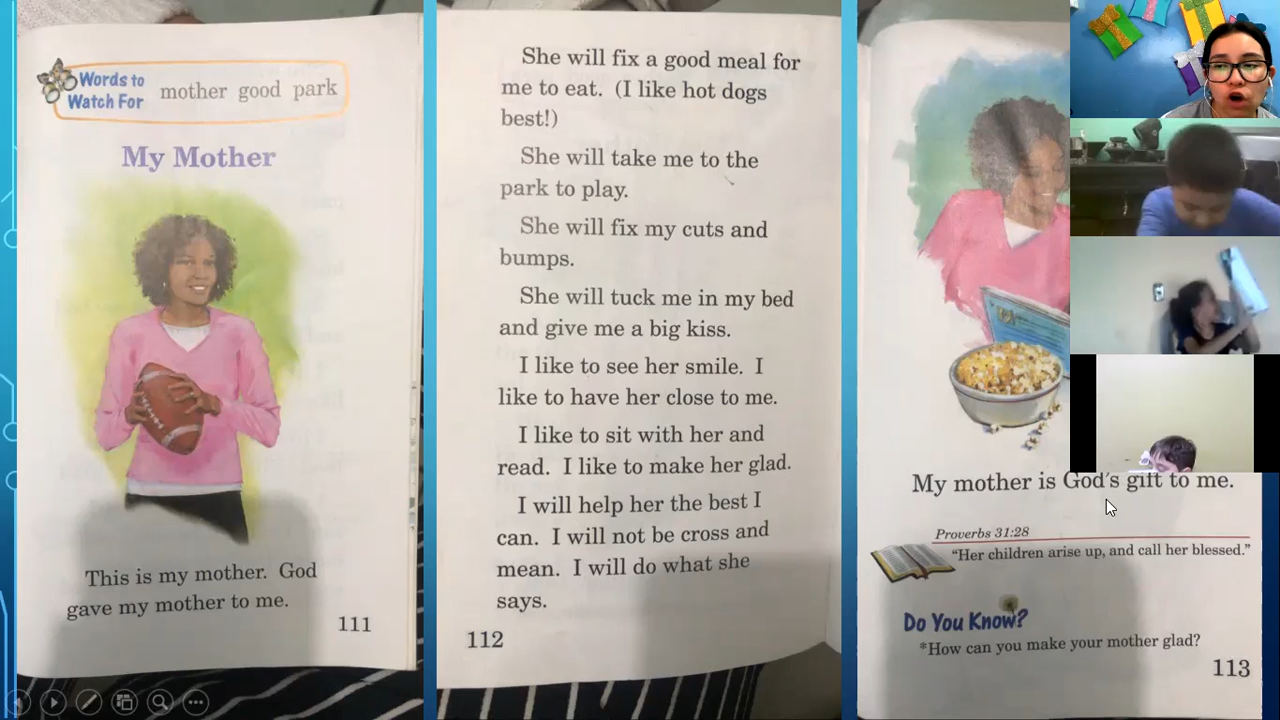 Words to
Watch For
mother good park
My Mother
This is my mother. God
gave my mother to me.
111
She will fix a good meal for
me to eat. (I like hot dogs
best!)
She will take me to the
park to play.
She will fix my cuts and
bumps.
She will tuck me in my bed
and give me a big kiss.
I like to see her smile. I
like to have her close to me.
I like to sit with her and
read. I like to make her glad.
I will help her the best I
can. I will not be cross and
mean. I will do what she
says.
112
My mother is God's gift to me.
Proverbs 31:28
"Her children arise up, and call her blessed."
Do You Know?
*How can you make your mother glad?
113